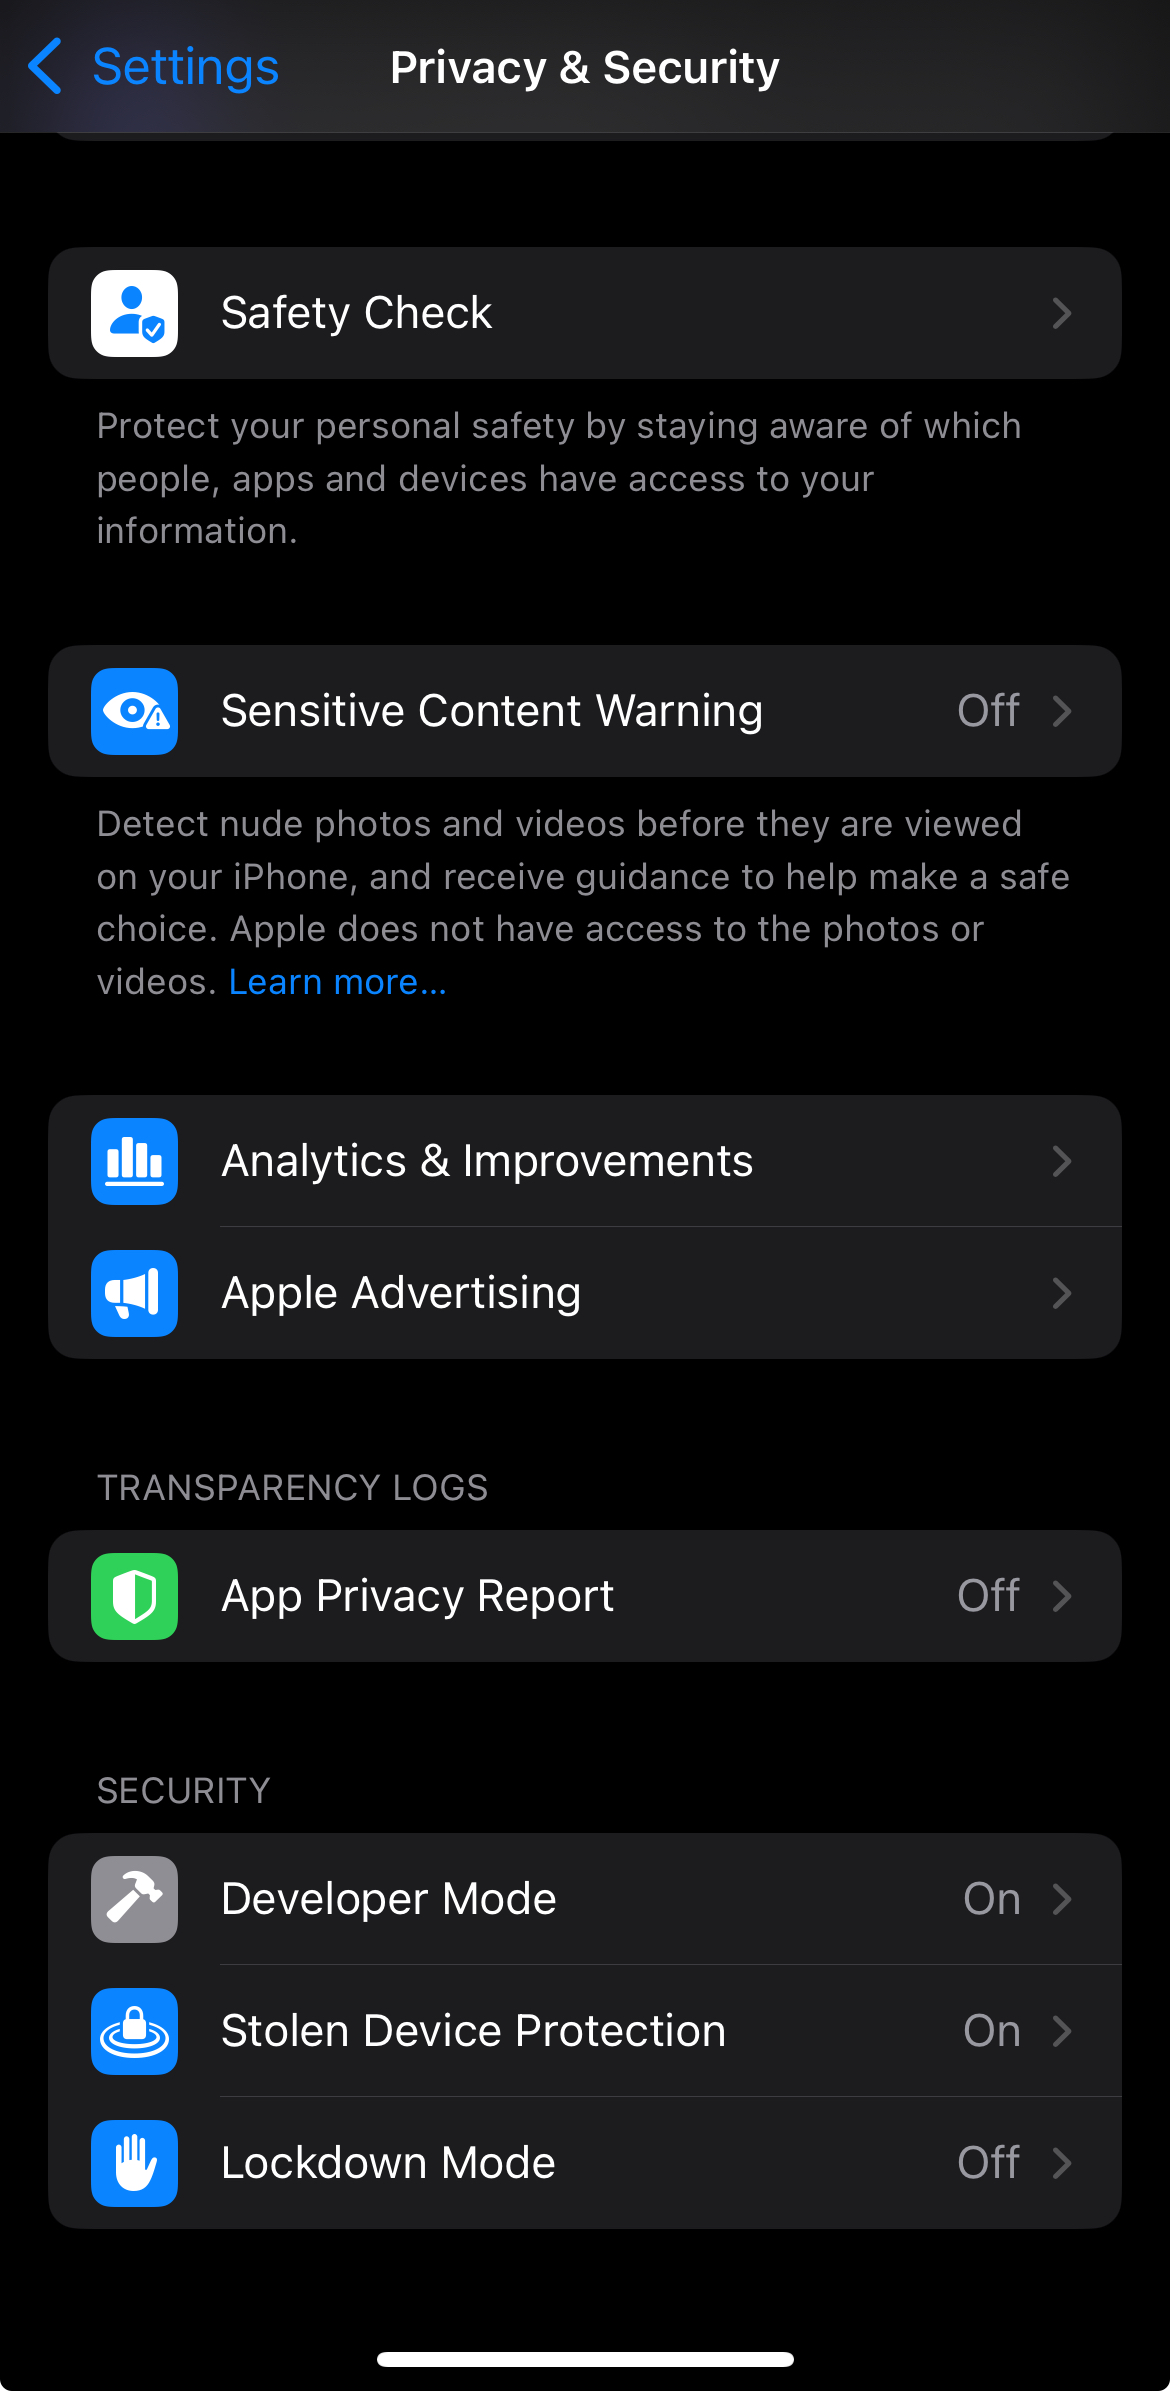 Settings
Privacy & Security
Safety Check
Protect your personal safety by staying aware of which
people, apps and devices have access to your
information.
Sensitive Content Warning Off
Detect nude photos and videos before they are viewed
on your iPhone, and receive guidance to help make a safe
choice. Apple does not have access to the photos or
videos. Learn more...
Analytics & Improvements
Apple Advertising
TRANSPARENCY LOGS
App Privacy Report Off
SECURITY
Developer Mode On
Stolen Device Protection On
Lockdown Mode Off